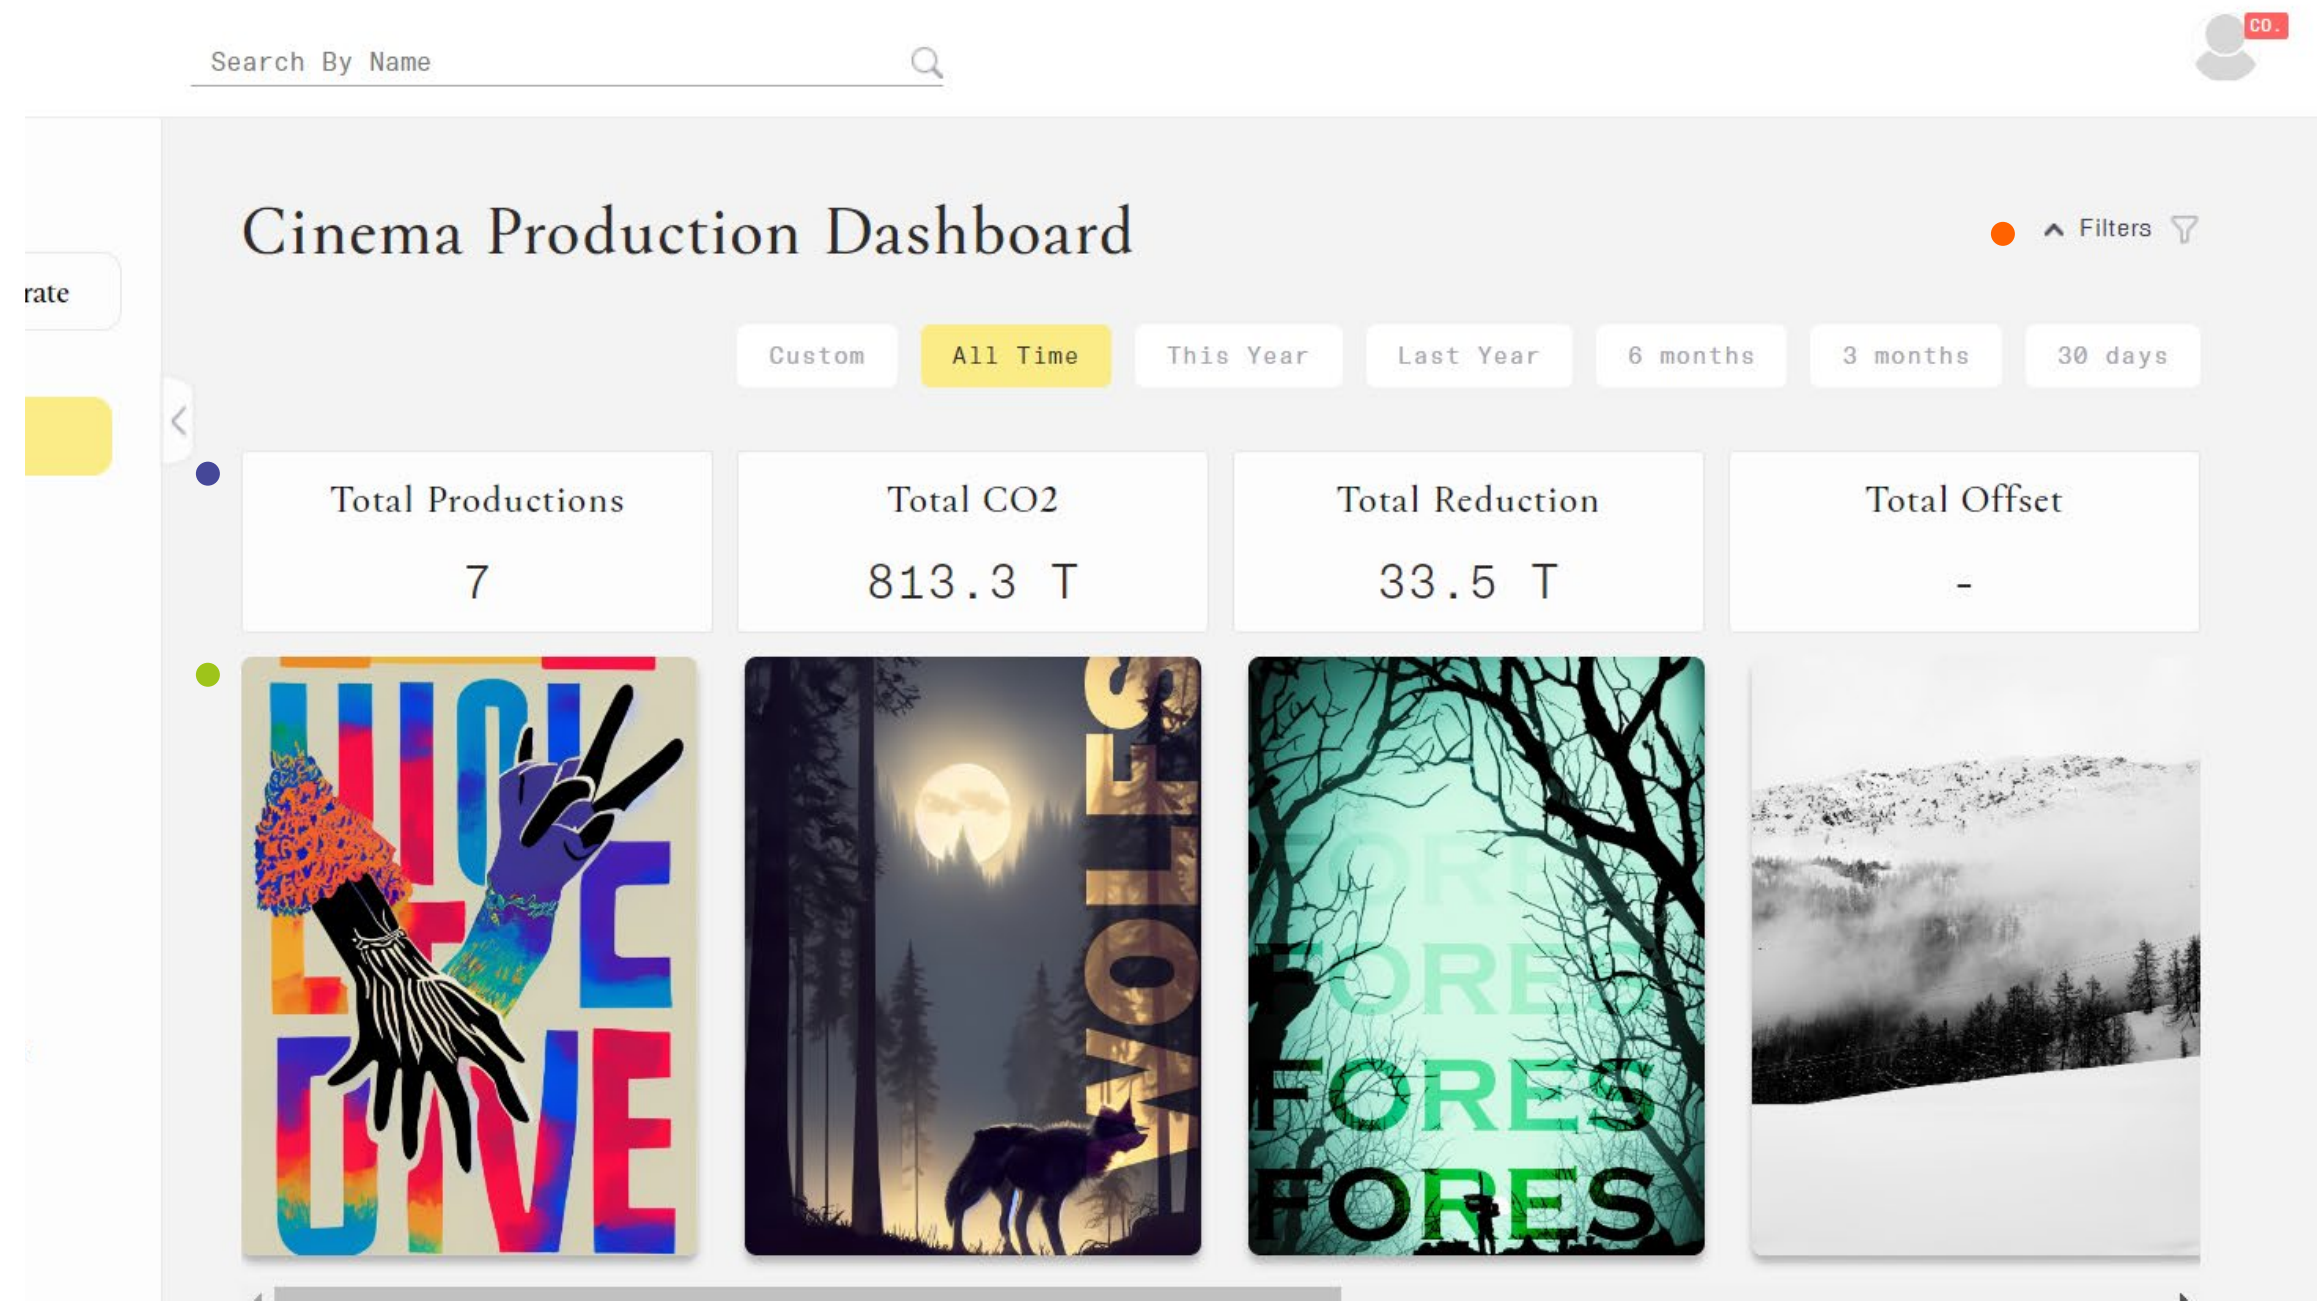 Search By Name
CO.
Cinema Production Dashboard
Filters
rate
Custom
All Time
This Year
Last Year
6 months
3 months
30 days
Total Productions
7
Total CO2
813.3 T
Total Reduction
33.5 T
Total Offset
-
WOLFS
FORES
FORES
FORES